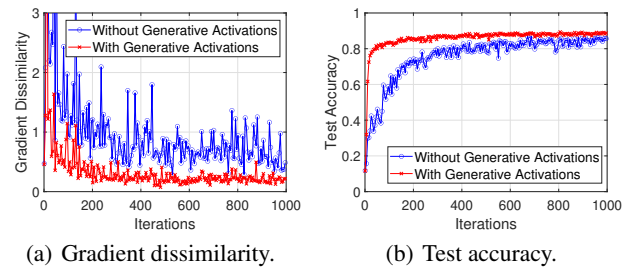 3
2
1
0
Gradient Dissimilarity
Without Generative Activations
With Generative Activations
0 200 400 600 800 1000
Iterations
(a) Gradient dissimilarity.
1
0.8
0.6
0.4
0.2
0
Test Accuracy
Without Generative Activations
With Generative Activations
0 200 400 600 800 1000
Iterations
(b) Test accuracy.